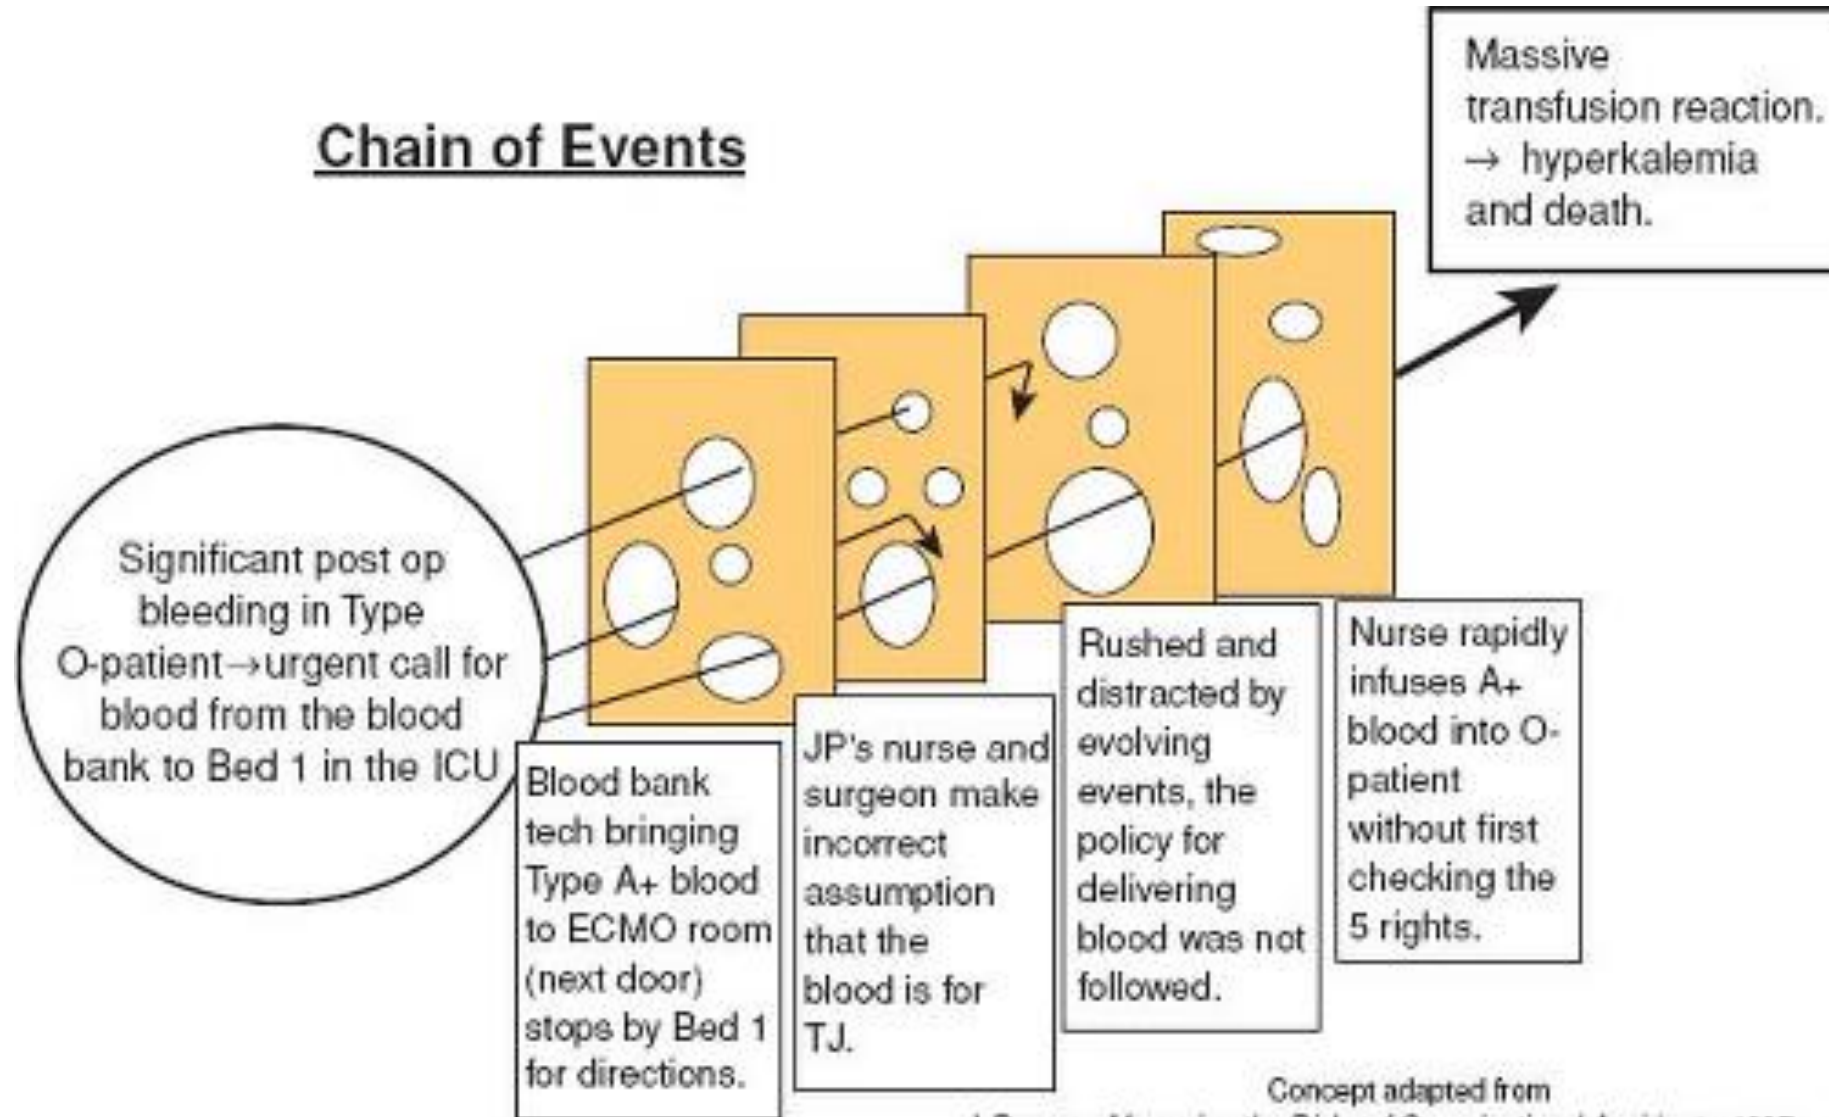 Chain of Events
Massive
transfusion reaction.
→ hyperkalemia
and death.
Significant post op
bleeding in Type
O-patient→urgent call for
blood from the blood
bank to Bed 1 in the ICU
Blood bank
tech bringing
Type A+ blood
to ECMO room
(next door)
stops by Bed 1
for directions.
JP's nurse and
surgeon make
incorrect
assumption
that the
blood is for
TJ.
Rushed and
distracted by
evolving
events, the
policy for
delivering
blood was not
followed.
Nurse rapidly
infuses A+
blood into O-
patient
without first
checking the
5 rights.
Concept adapted from